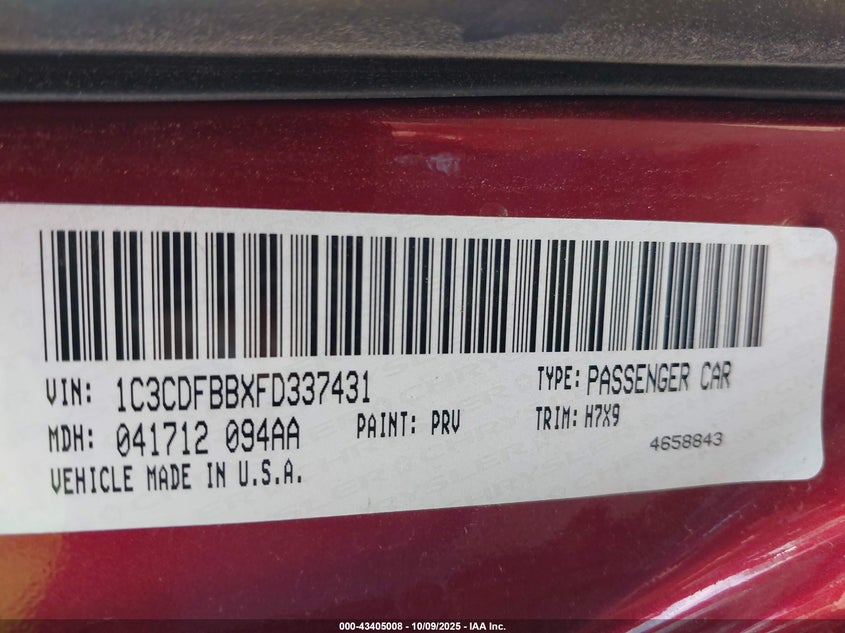 VIN: 1C3CDFBBXFD337431 TYPE: PASSENGER CAR
MDH: 041712 094AA PAINT: PRV TRIM: H7X9
4658843
VEHICLE MADE IN U.S.A.
000-43405008 - 10/09/2025 - IAA Inc.